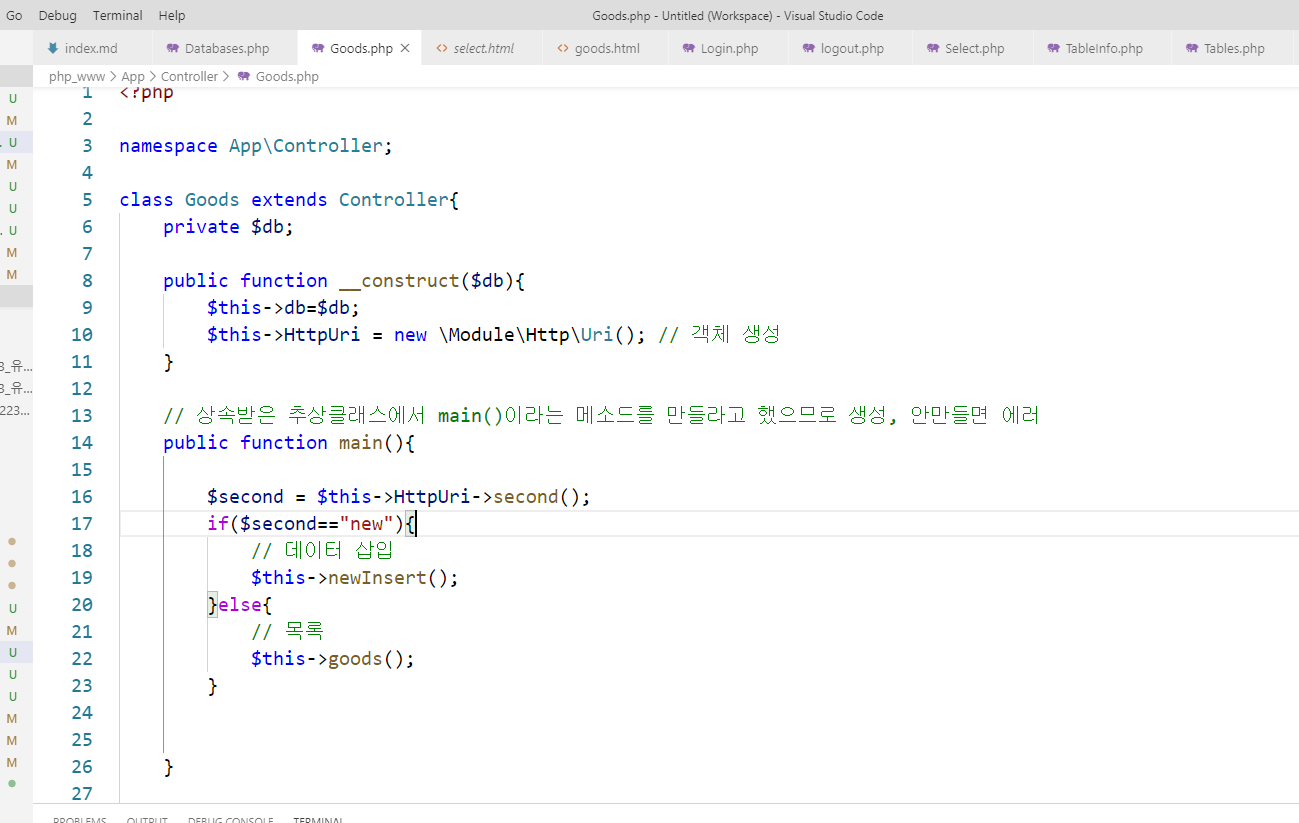 Go Debug Terminal Help Goods.php - Untitled (Workspace) - Visual Studio Code
index.md Databases.php Goods.php × select.html goods.html Login.php logout.php Select.php TableInfo.php Tables.php
php_www > App > Controller > Goods.php
1 <?php
2
3 namespace App\Controller;
4
5 class Goods extends Controller{
6 private $db;
7
8 public function __construct($db){
9 $this->db=$db;
10 $this->HttpUri = new \Module\Http\Uri(); // 객체 생성
11 }
12
13 // 상속받은 추상클래스에서 main()이라는 메소드를 만들라고 했으므로 생성, 안만들면 에러
14 public function main(){
15
16 $second = $this->HttpUri->second();
17 if($second=="new"){
18 // 데이터 삽입
19 $this->newInsert();
20 }else{
21 // 목록
22 $this->goods();
23 }
24
25
26 }
27
U
M
U
M
U
U
U
M
M
3_유...
3_유...
223...
U
M
U
U
U
M
M
M
PROBLEMS OUTPUT DEBUG CONSOLE TERMINAL